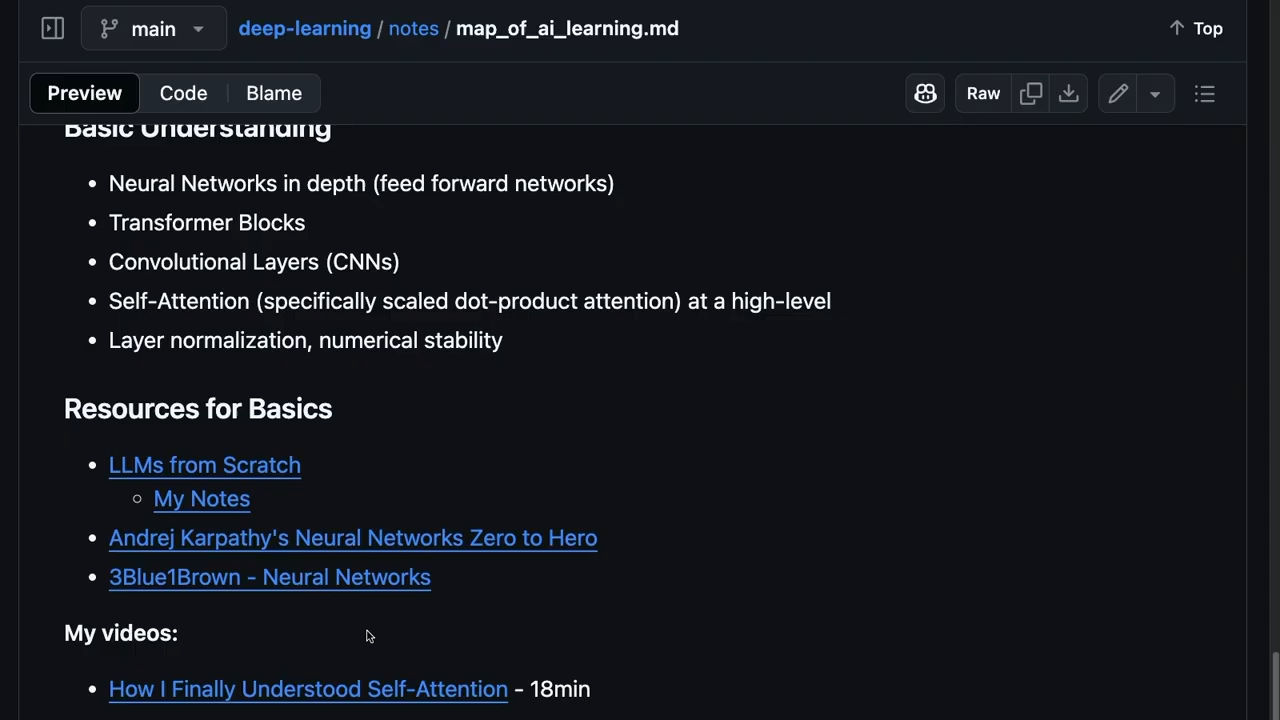 main
deep-learning / notes / map_of_ai_learning.md
Top
Preview
Code
Blame
Raw
Basic Understanding
• Neural Networks in depth (feed forward networks)
• Transformer Blocks
• Convolutional Layers (CNNs)
• Self-Attention (specifically scaled dot-product attention) at a high-level
• Layer normalization, numerical stability
Resources for Basics
• LLMs from Scratch
◦ My Notes
• Andrej Karpathy's Neural Networks Zero to Hero
• 3Blue1Brown - Neural Networks
My videos:
• How I Finally Understood Self-Attention - 18min